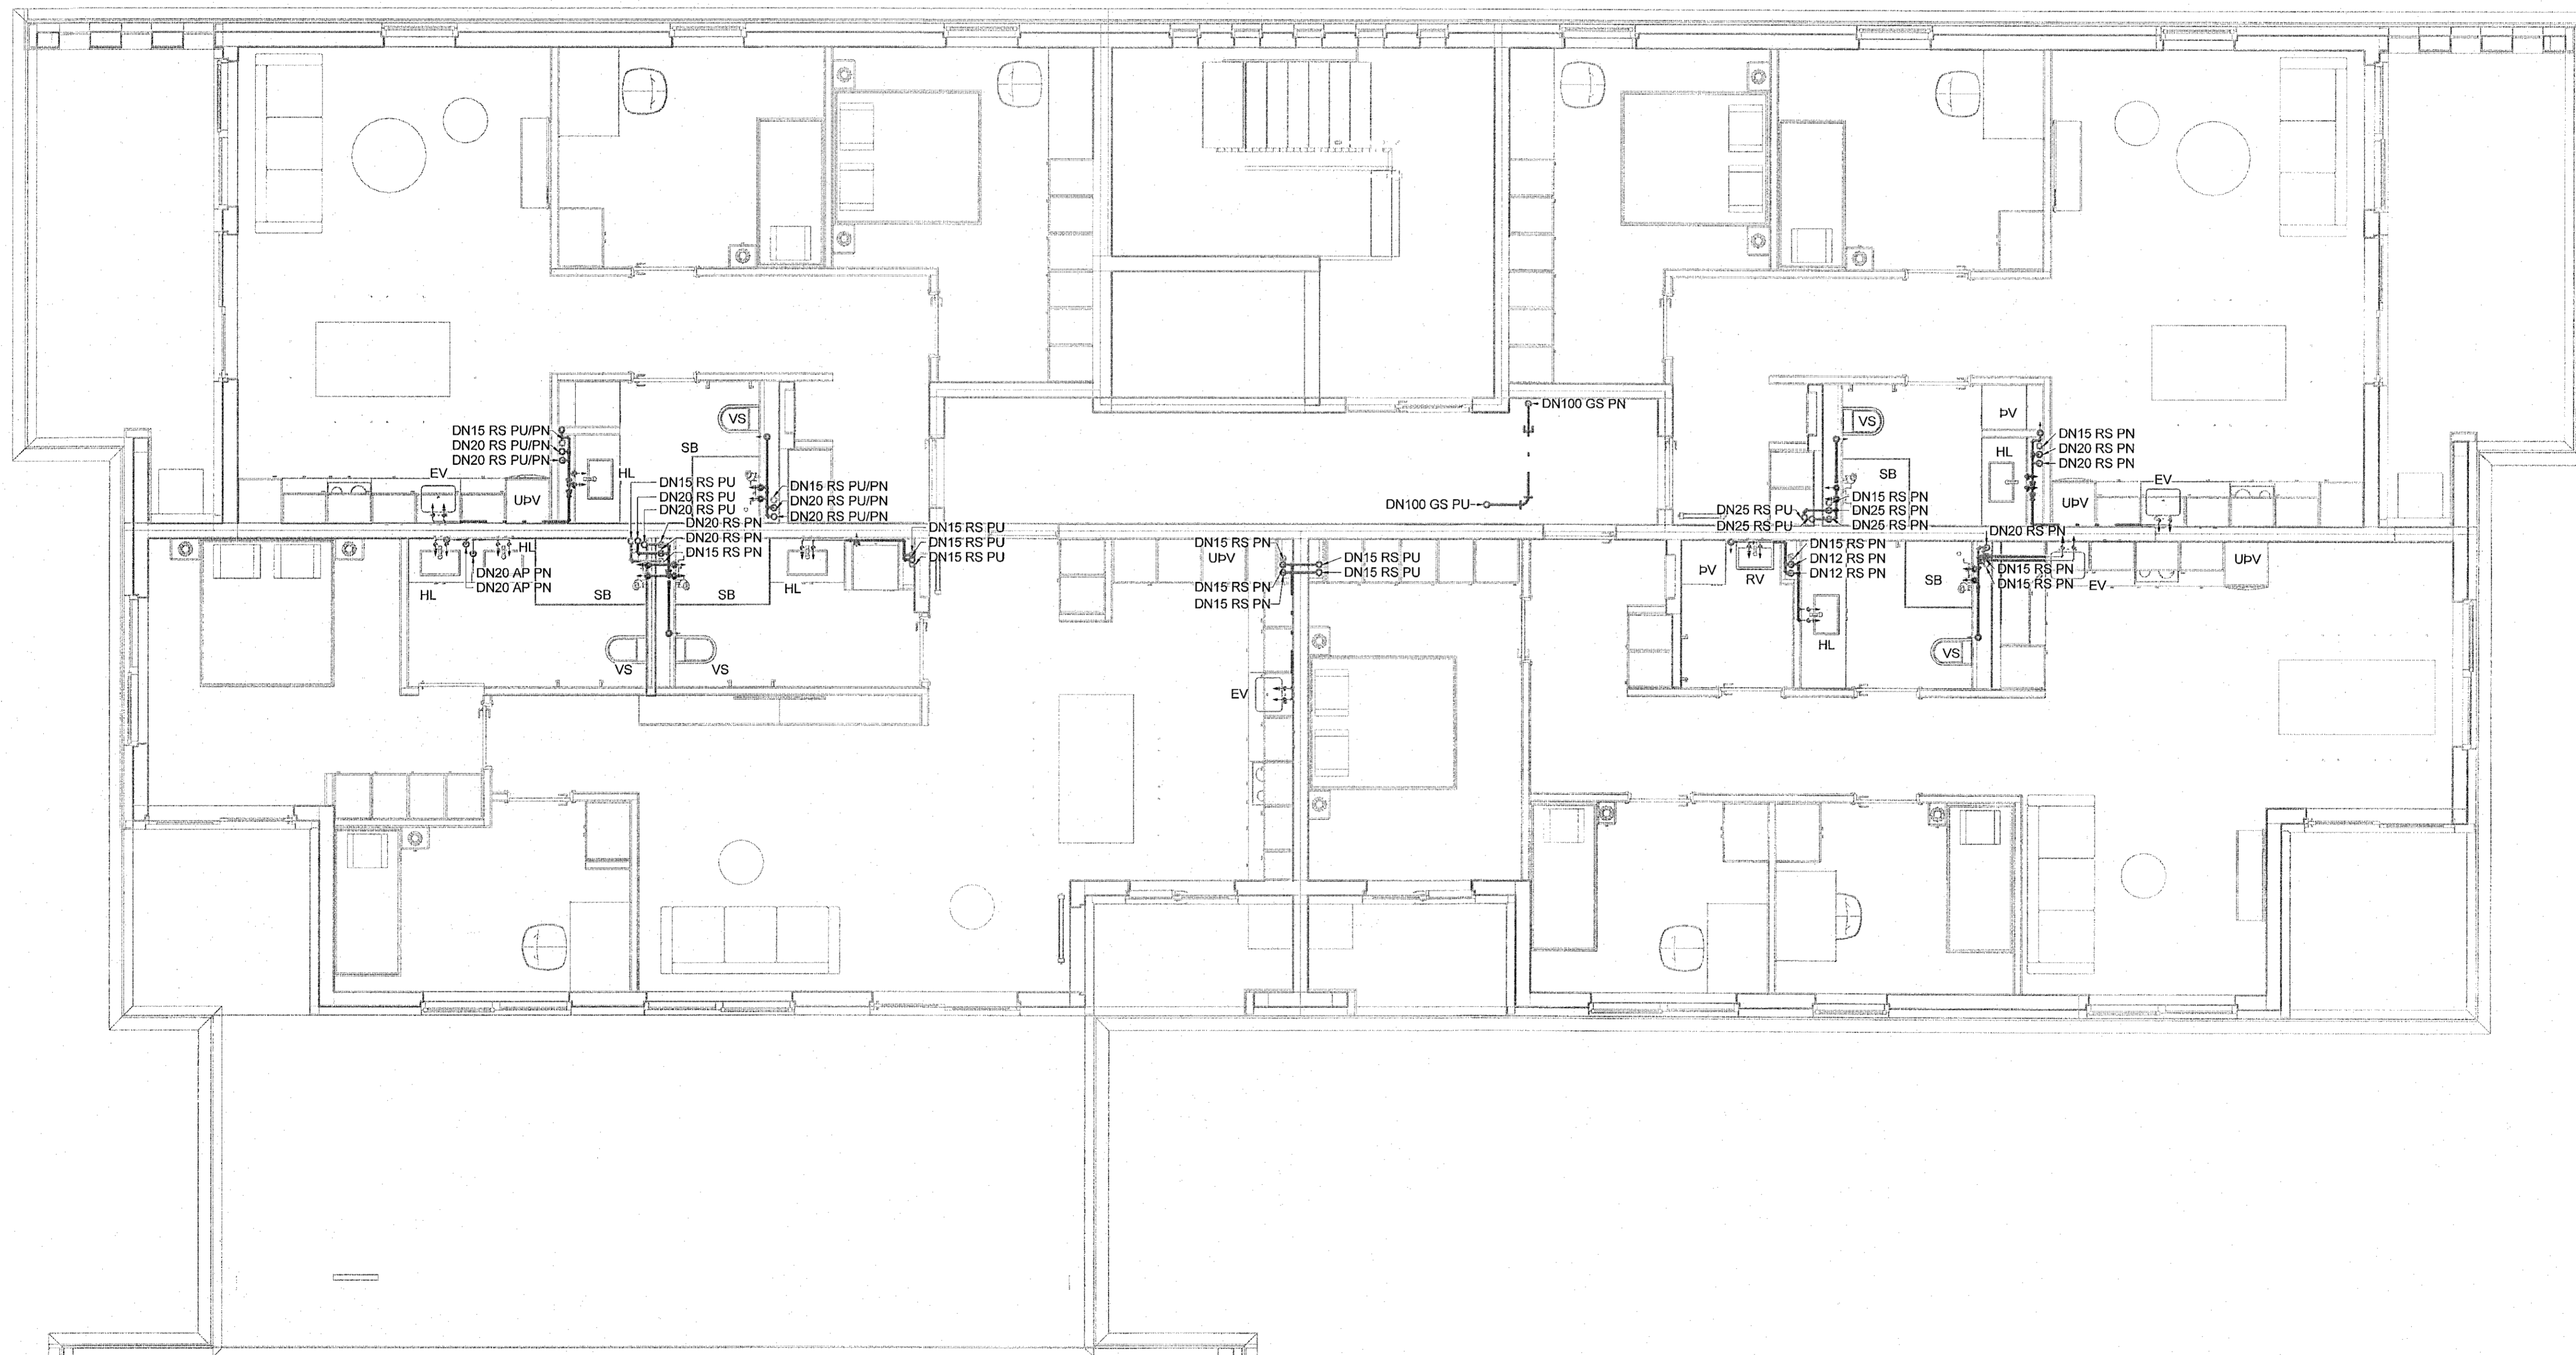 DN100 GS PN
VS
VS
ÞV
DN15 RS PU/PN
DN20 RS PU/PN
DN20 RS PU/PN
DN15 RS PN
DN20 RS PN
DN20 RS PN
SB
HL
EV
UÞV
HL
SB
EV
UÞV
DN15 RS PU
DN20 RS PU
DN20 RS PU
DN15 RS PU/PN
DN20 RS PU/PN
DN20 RS PU/PN
DN100 GS PU
DN25 RS PU
DN25 RS PU
DN15 RS PN
DN25 RS PN
DN25 RS PN
DN20 RS PN
DN20 RS PN
DN15 RS PN
DN15 RS PU
DN15 RS PU
DN15 RS PU
DN20 RS PN
HL
DN20 AP PN
DN20 AP PN
HL
SB
SB
HL
UÞV
DN15 RS PN
DN15 RS PN
DN15 RS PN
DN15 RS PU
DN15 RS PU
ÞV
RV
DN15 RS PN
DN12 RS PN
DN12 RS PN
SB
DN15 RS PN
DN15 RS PN
EV
UÞV
VS
VS
EV
HL
VS